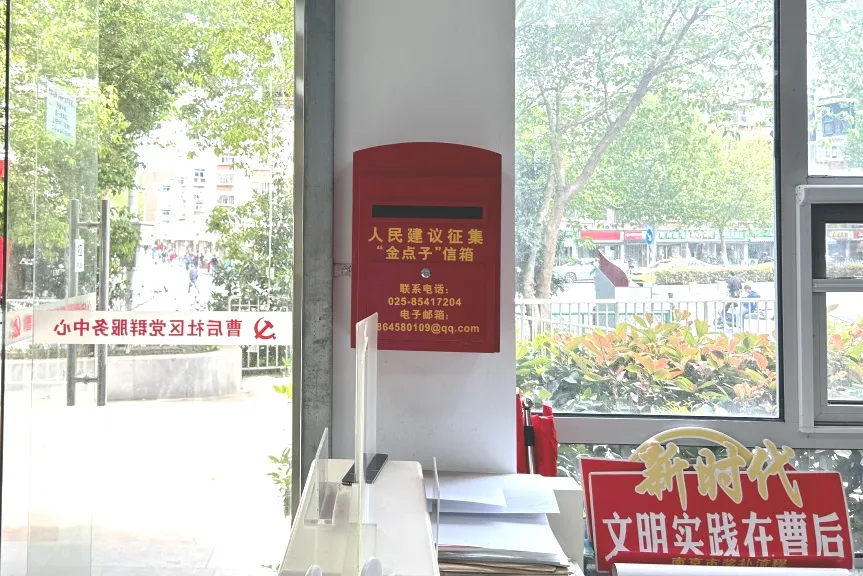 人民建议征集
“金点子”信箱
联系电话:
025-85417204
电子邮箱:
864580109@qq.com
曹后社区党群服务中心
新时代
文明实践在曹后